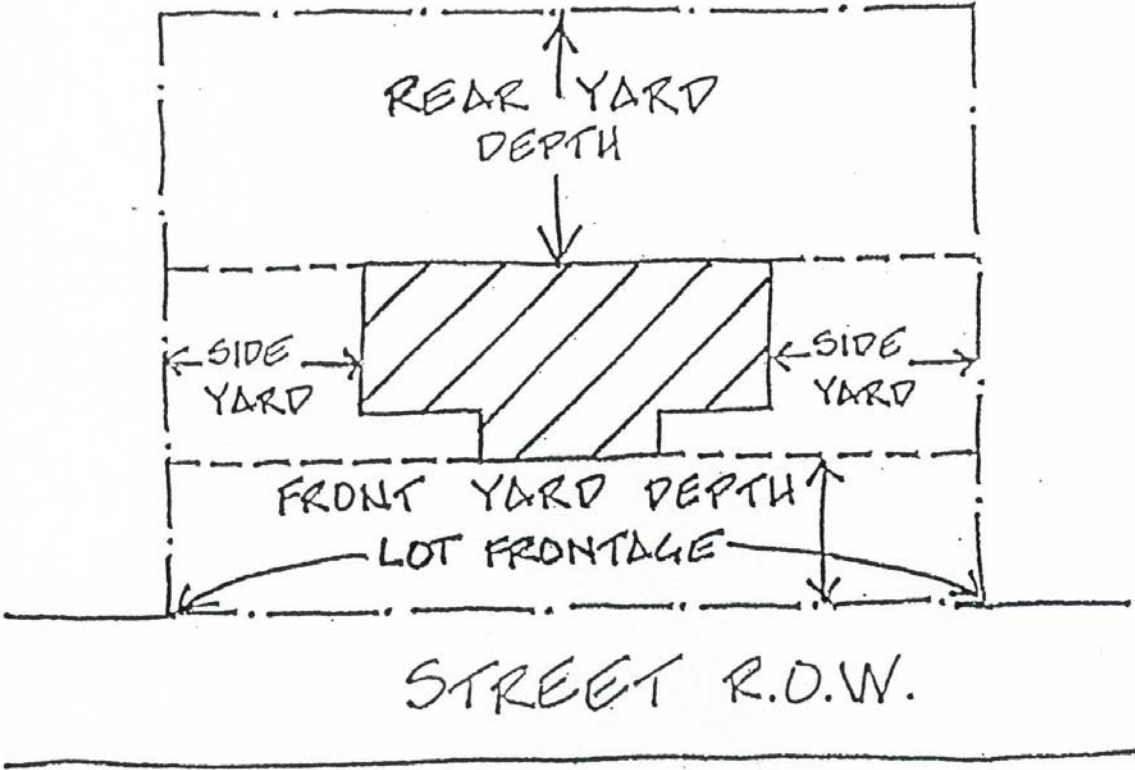 REAR YARD
DEPTH
SIDE
YARD
SIDE
YARD
FRONT YARD DEPTH
LOT FRONTAGE
STREET R.O.W.